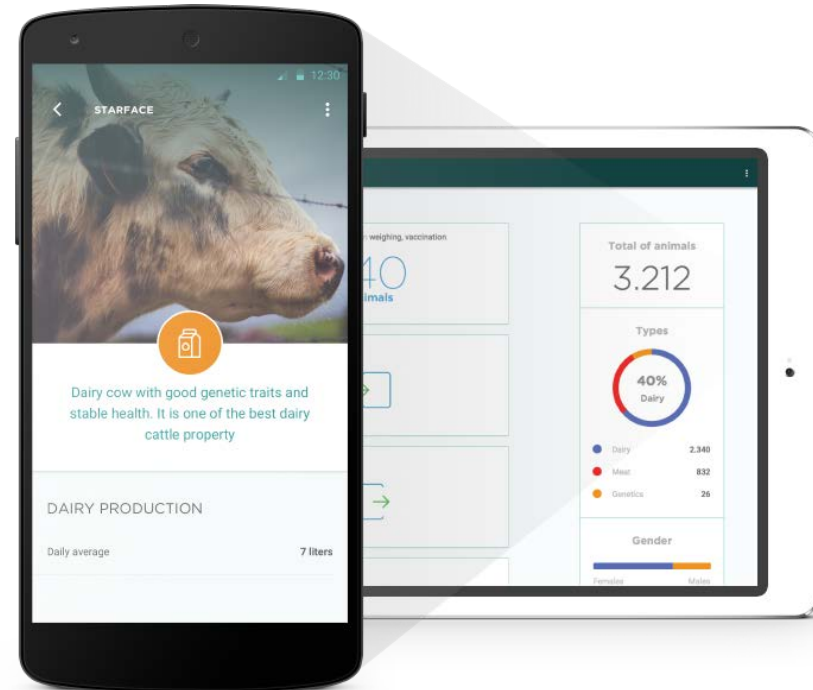 12:30
STARFACE
Dairy cow with good genetic traits and
stable health. It is one of the best dairy
cattle property
DAIRY PRODUCTION
Daily average 7 liters
weighing, vaccination
40
imals
Total of animals
3.212
Types
40%
Dairy
Dairy 2.340
Meat 832
Genetics 26
Gender
Females Males